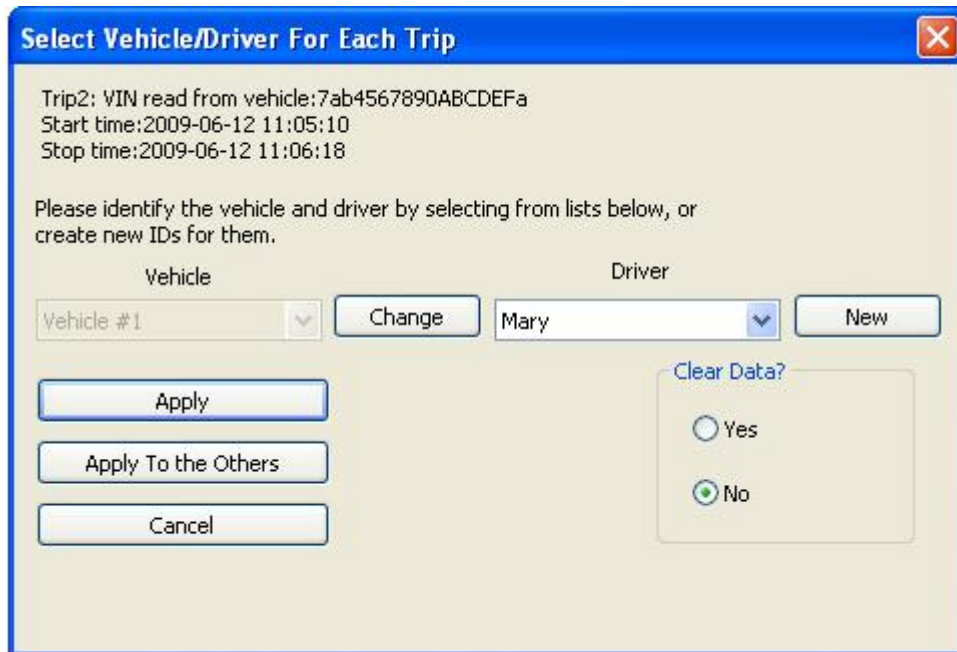 Select Vehicle/Driver For Each Trip
Trip2: VIN read from vehicle:7ab4567890ABCDEFa
Start time:2009-06-12 11:05:10
Stop time:2009-06-12 11:06:18
Please identify the vehicle and driver by selecting from lists below, or
create new IDs for them.
Vehicle Driver
Vehicle #1 Change Mary New
Clear Data?
Apply
Yes
Apply To the Others
No
Cancel